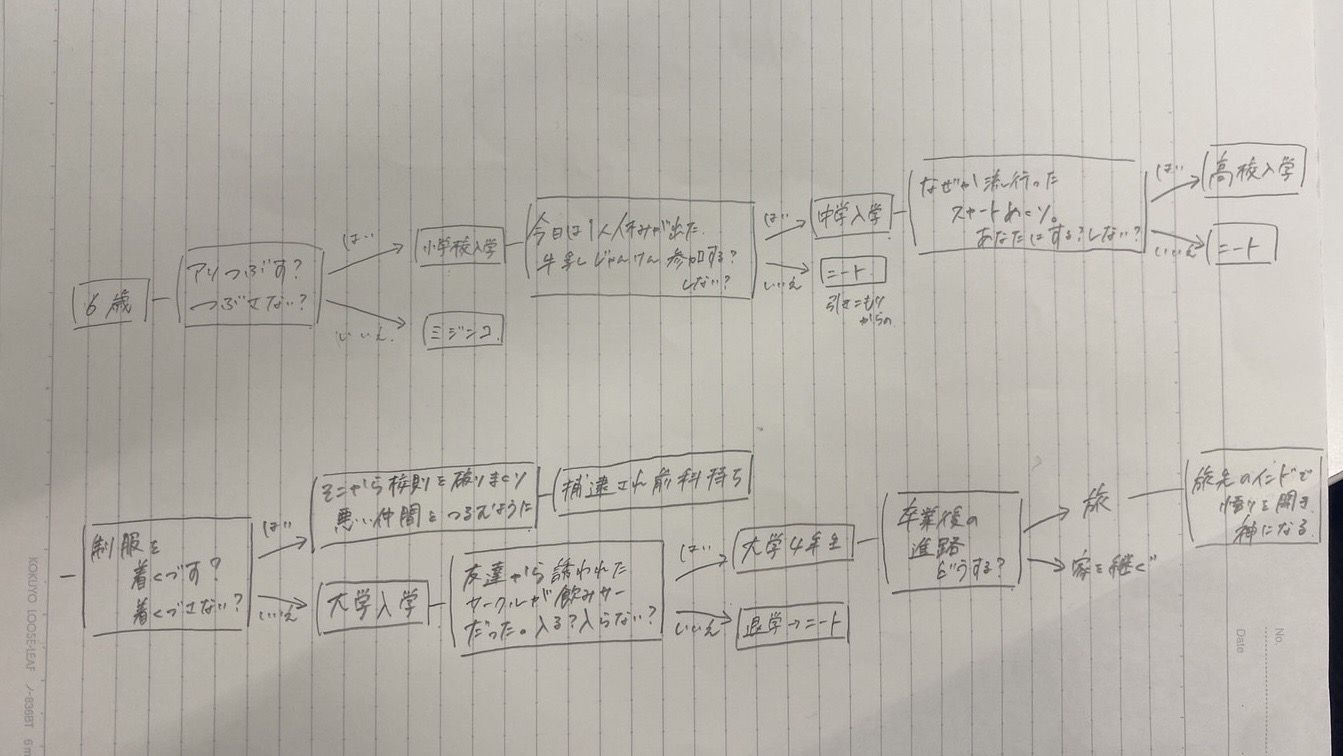 6歳
アリつぶす?
つぶさない?
はい
いいえ.
小学校入学
ミジンコ
今日は1人休みが出た.
牛乳じゃんけん参加する?
しない?
はい
いいえ
中学入学
ニート.
引きこもり
からの
なぜか流行った
スカートめくり。
あなたはする?しない?
はい
いいえ
高校入学
ニート
制服を
着くづす?
着くづさない?
はい
いいえ
そこから校則を破りまくり
悪い仲間とつるむように
捕逮され前科持ち
大学入学
友達から誘われた
サークルが飲みサー
だった。入る?入らない?
はい
いいえ
大学4年生
退学→ニート
卒業後の
進路
どうする?
旅
家を継ぐ
旅先のインドで
悟りを開き
神になる.
KOKUYO LOOSE-LEAF ノ-836BT 6m
No.
Date